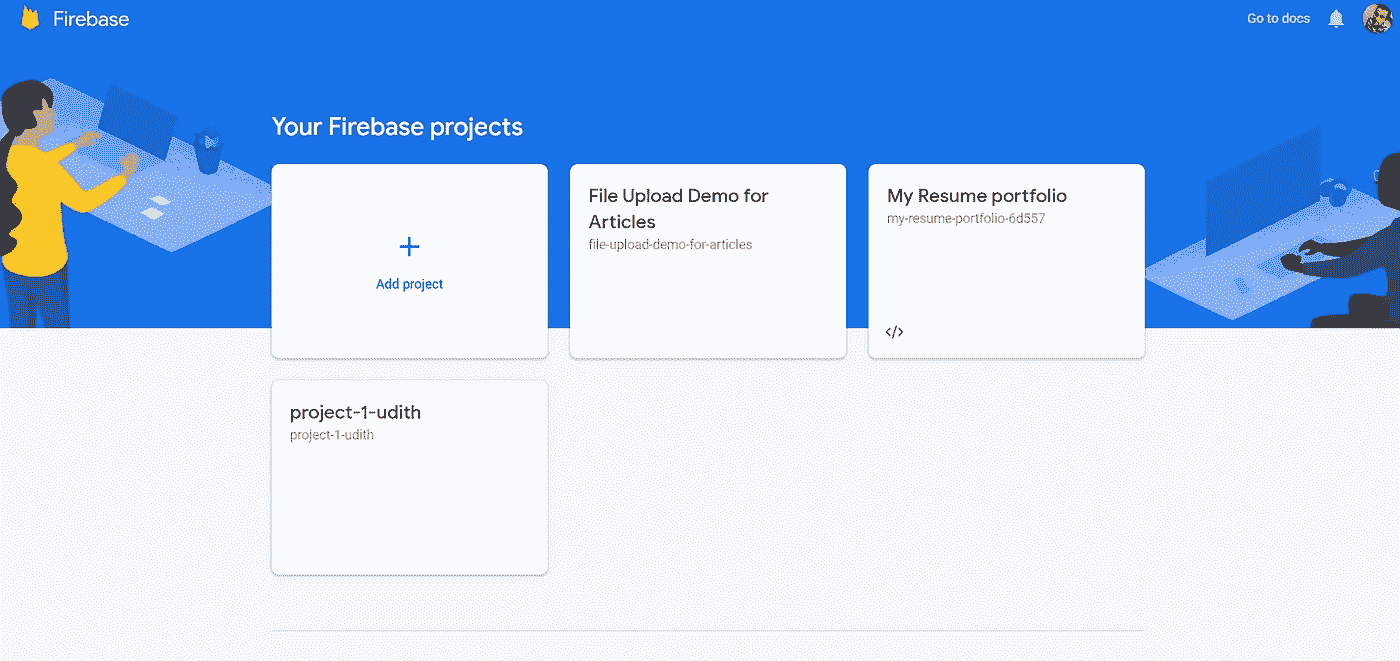 Firebase
Go to docs
Your Firebase projects
Add project
File Upload Demo for
Articles
file-upload-demo-for-articles
My Resume portfolio
my-resume-portfolio-6d557
</>
project-1-udith
project-1-udith